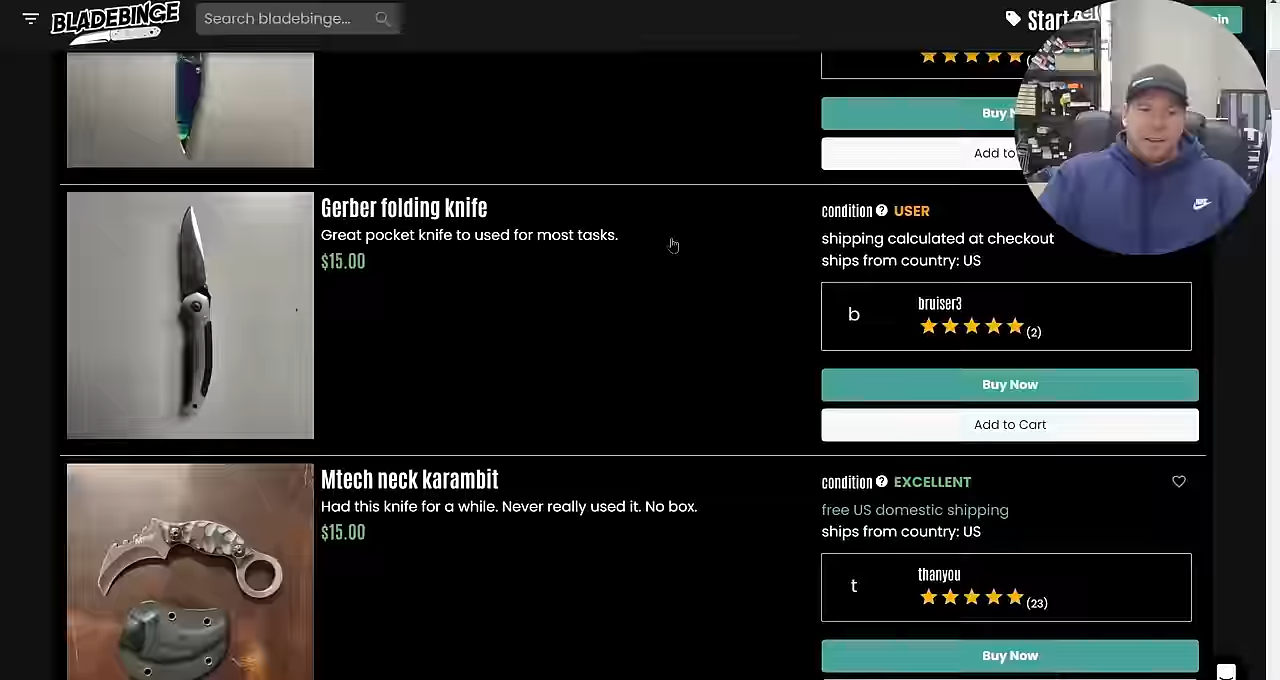 BLADEBINGE
Search bladebinge...
Start
(
Buy
Add to
Gerber folding knife
Great pocket knife to used for most tasks.
$15.00
condition ? USER
shipping calculated at checkout
ships from country: US
b
bruiser3
(2)
Buy Now
Add to Cart
Mtech neck karambit
Had this knife for a while. Never really used it. No box.
$15.00
condition ? EXCELLENT
free US domestic shipping
ships from country: US
t
thanyou
(23)
Buy Now